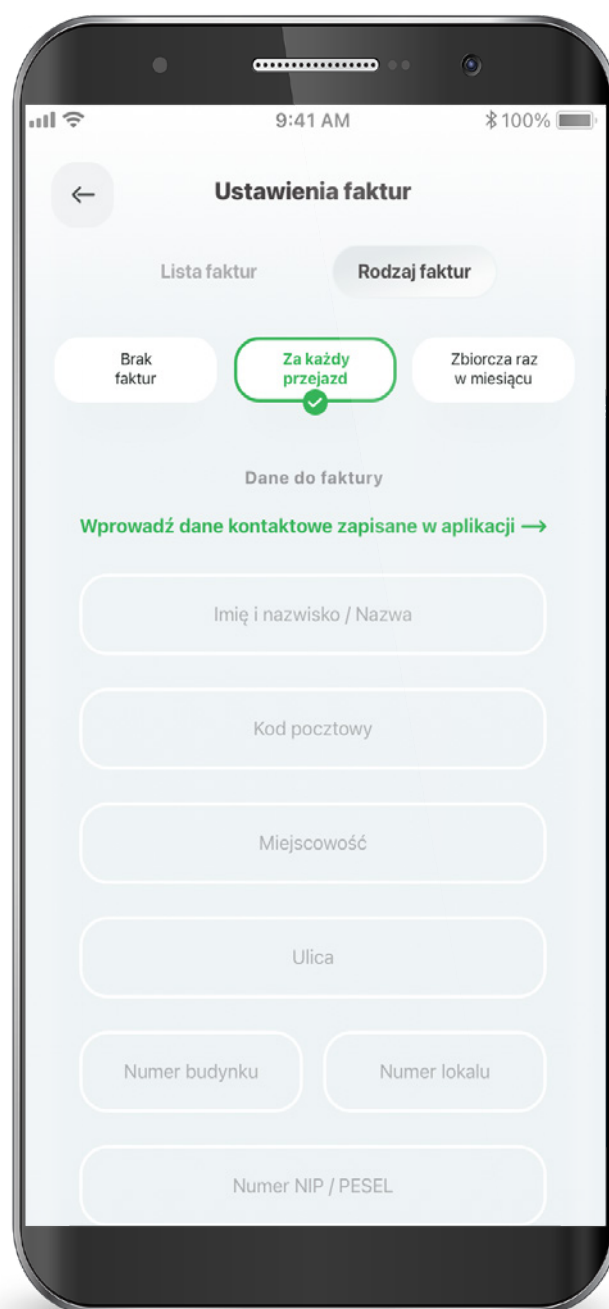 9:41 AM
100%
Ustawienia faktur
Lista faktur
Rodzaj faktur
Brak
faktur
Za każdy
przejazd
Zbiorcza raz
w miesiącu
Dane do faktury
Wprowadź dane kontaktowe zapisane w aplikacji →
Imię i nazwisko / Nazwa
Kod pocztowy
Miejscowość
Ulica
Numer budynku
Numer lokalu
Numer NIP / PESEL